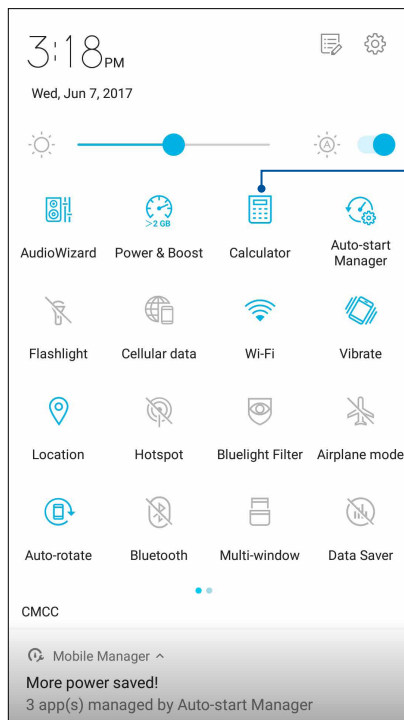 3:18PM
Wed, Jun 7, 2017
A
>2 GB
AudioWizard Power & Boost Calculator Auto-start
Manager
Flashlight Cellular data Wi-Fi Vibrate
Location Hotspot Bluelight Filter Airplane mode
Auto-rotate Bluetooth Multi-window Data Saver
CMCC
Mobile Manager
More power saved!
3 app(s) managed by Auto-start Manager